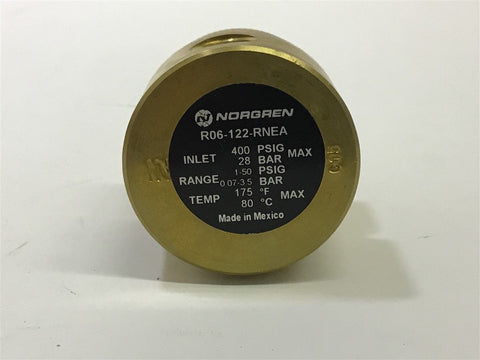 NORGREN
R06-122-RNEA
INLET 400 PSIG MAX
28 BAR
RANGE 1-50 PSIG
0.07-3.5 BAR
TEMP 175 °F MAX
80 °C
Made in Mexico